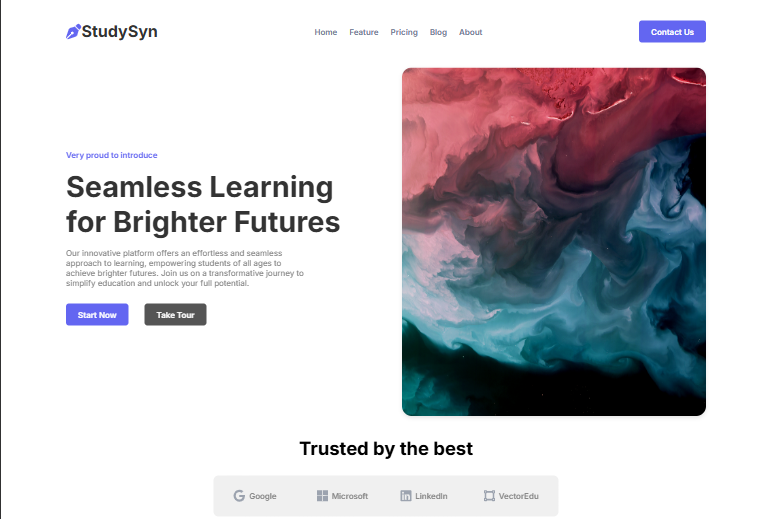 StudySyn
Home Feature Pricing Blog About
Contact Us
Very proud to introduce
Seamless Learning
for Brighter Futures
Our innovative platform offers an effortless and seamless
approach to learning, empowering students of all ages to
achieve brighter futures. Join us on a transformative journey to
simplify education and unlock your full potential.
Start Now Take Tour
Trusted by the best
Google Microsoft LinkedIn VectorEdu